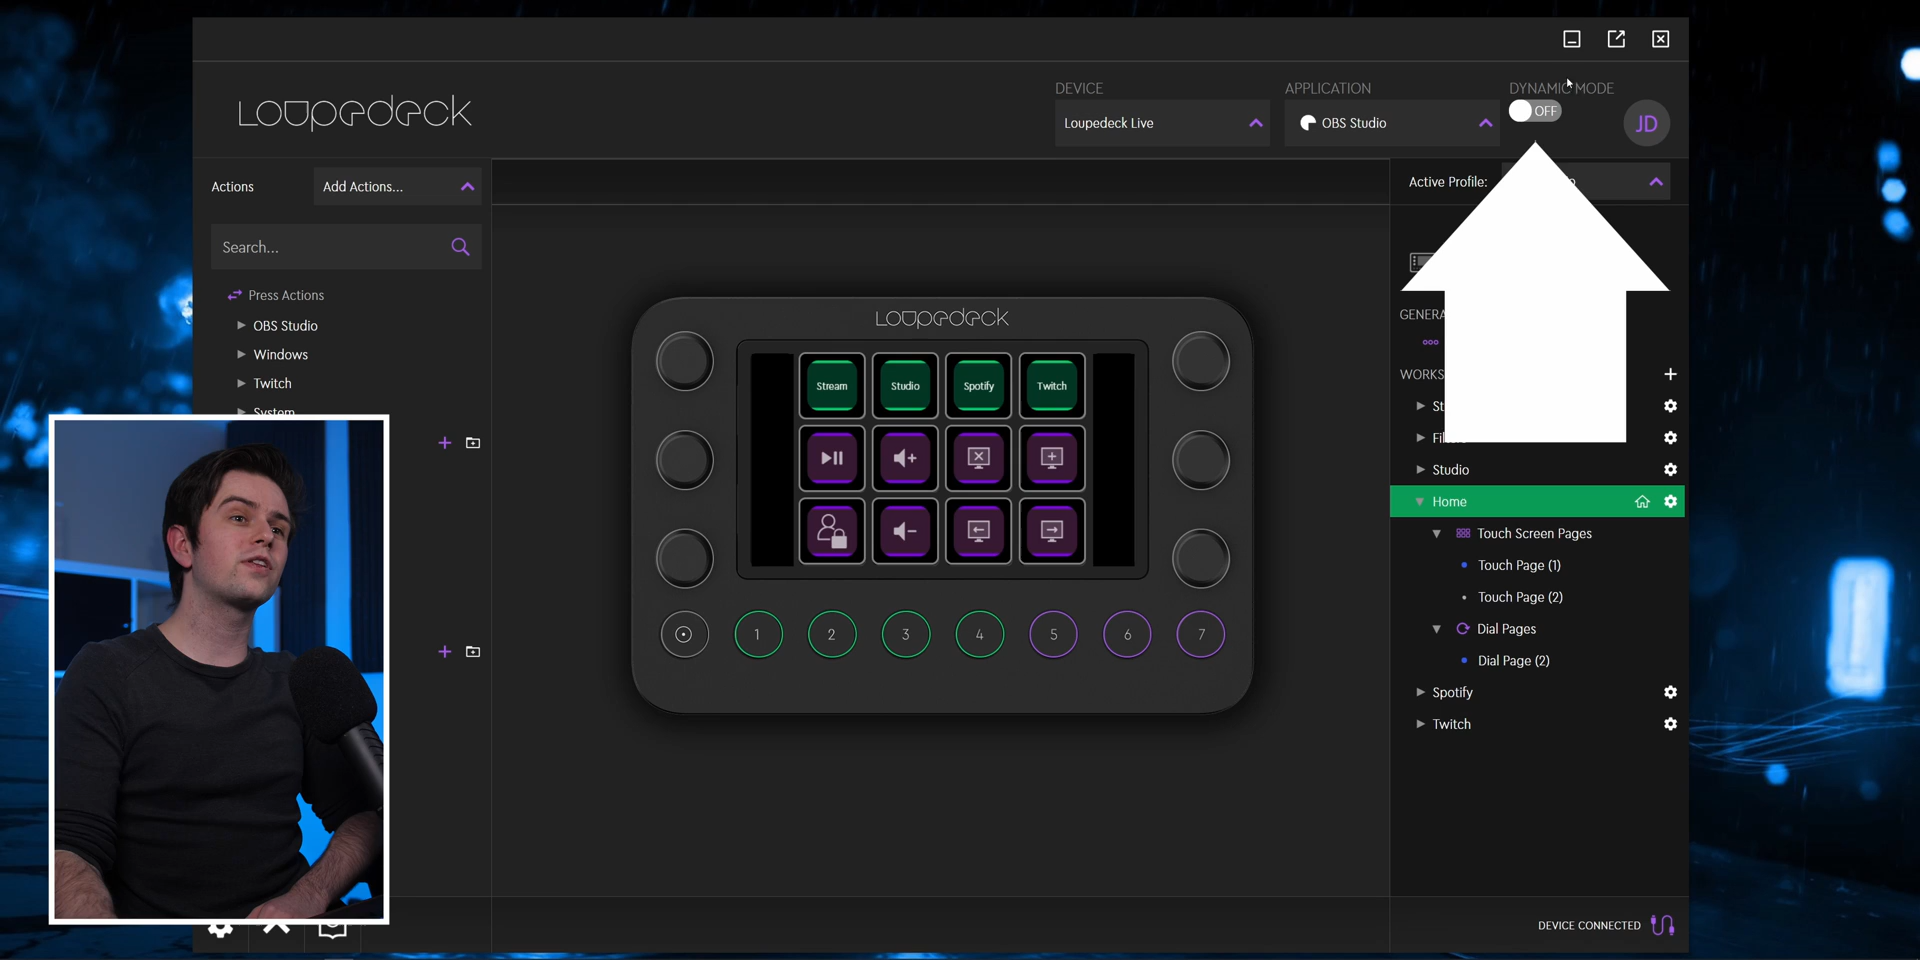 DEVICE
APPLICATION
DYNAMIC MODE
Loupedeck
Loupedeck Live
OBS Studio
OFF
JD
Actions
Add Actions...
Active Profile:
Search...
Press Actions
OBS Studio
Windows
Twitch
System
Loupedeck
Stream
Studio
Spotify
Twitch
1
2
3
4
5
6
7
GENERA
WORKS
St
Studio
Home
Touch Screen Pages
Touch Page (1)
Touch Page (2)
Dial Pages
Dial Page (2)
Spotify
Twitch
DEVICE CONNECTED